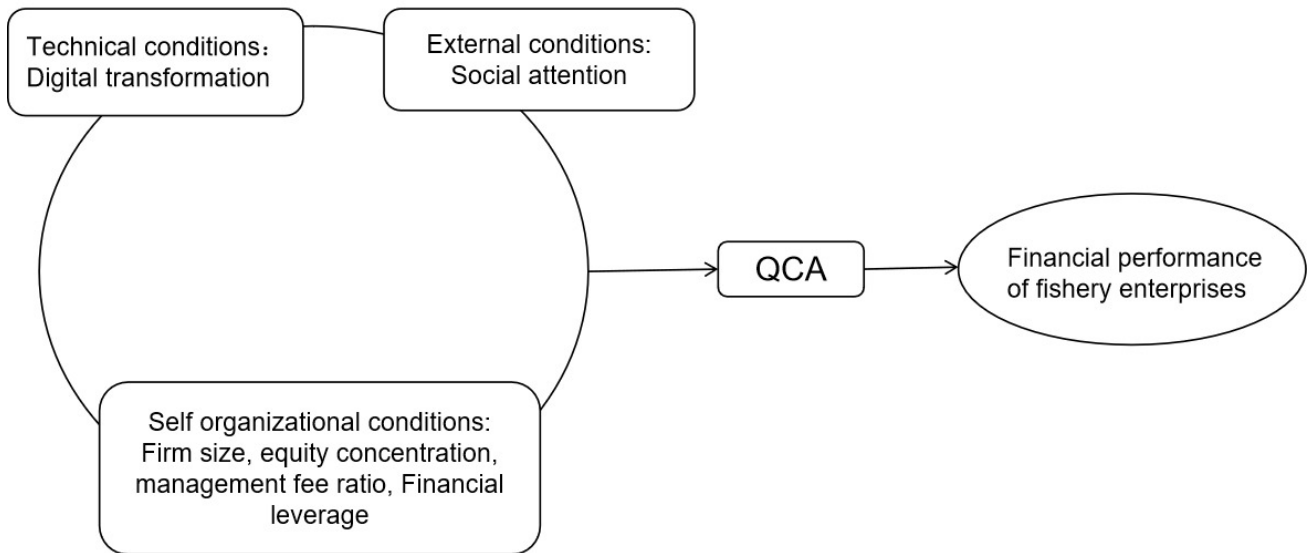 Technical conditions：
Digital transformation
External conditions:
Social attention
QCA
Financial performance
of fishery enterprises
Self organizational conditions:
Firm size, equity concentration,
management fee ratio, Financial
leverage